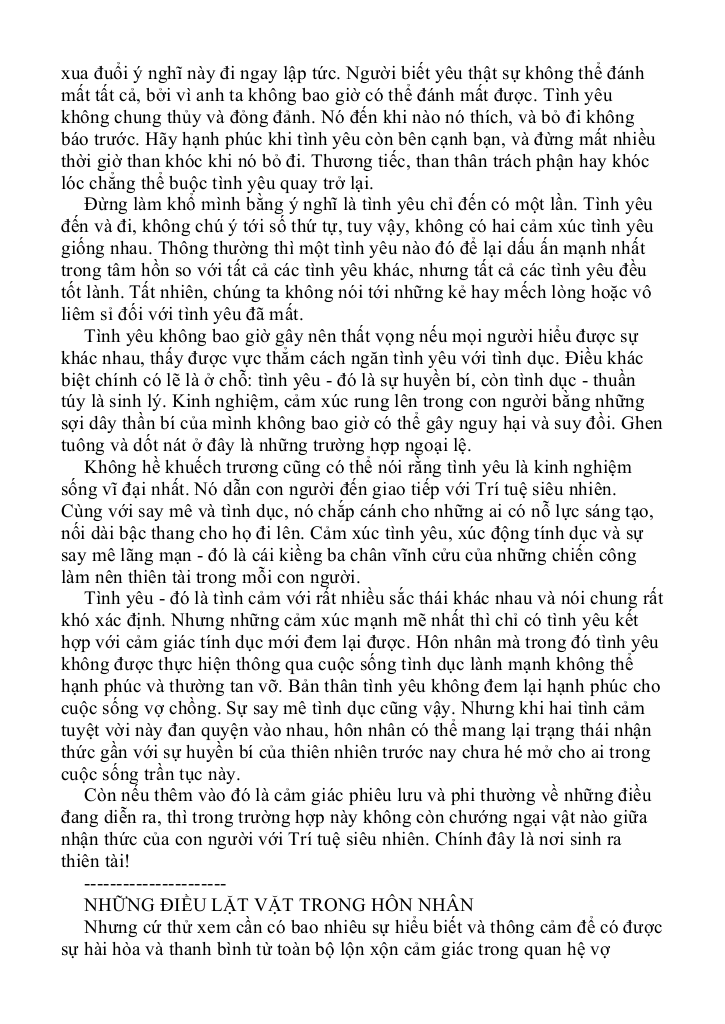 xua đuổi ý nghĩ này đi ngay lập tức. Người biết yêu thật sự không thể đánh
mất tất cả, bởi vì anh ta không bao giờ có thể đánh mất được. Tình yêu
không chung thủy và đỏng đảnh. Nó đến khi nào nó thích, và bỏ đi không
báo trước. Hãy hạnh phúc khi tình yêu còn bên cạnh bạn, và đừng mất nhiều
thời giờ than khóc khi nó bỏ đi. Thương tiếc, than thân trách phận hay khóc
lóc chẳng thể buộc tình yêu quay trở lại.
Đừng làm khổ mình bằng ý nghĩ là tình yêu chỉ đến có một lần. Tình yêu
đến và đi, không chú ý tới số thứ tự, tuy vậy, không có hai cảm xúc tình yêu
giống nhau. Thông thường thì một tình yêu nào đó để lại dấu ấn mạnh nhất
trong tâm hồn so với tất cả các tình yêu khác, nhưng tất cả các tình yêu đều
tốt lành. Tất nhiên, chúng ta không nói tới những kẻ hay mếch lòng hoặc vô
liêm sỉ đối với tình yêu đã mất.
Tình yêu không bao giờ gây nên thất vọng nếu mọi người hiểu được sự
khác nhau, thấy được vực thẳm cách ngăn tình yêu với tình dục. Điều khác
biệt chính có lẽ là ở chỗ: tình yêu - đó là sự huyền bí, còn tình dục - thuần
túy là sinh lý. Kinh nghiệm, cảm xúc rung lên trong con người bằng những
sợi dây thần bí của mình không bao giờ có thể gây nguy hại và suy đồi. Ghen
tuông và dốt nát ở đây là những trường hợp ngoại lệ.
Không hề khuếch trương cũng có thể nói rằng tình yêu là kinh nghiệm
sống vĩ đại nhất. Nó dẫn con người đến giao tiếp với Trí tuệ siêu nhiên.
Cùng với say mê và tình dục, nó chắp cánh cho những ai có nỗ lực sáng tạo,
nối dài bậc thang cho họ đi lên. Cảm xúc tình yêu, xúc động tính dục và sự
say mê lãng mạn - đó là cái kiềng ba chân vĩnh cửu của những chiến công
làm nên thiên tài trong mỗi con người.
Tình yêu - đó là tình cảm với rất nhiều sắc thái khác nhau và nói chung rất
khó xác định. Nhưng những cảm xúc mạnh mẽ nhất thì chỉ có tình yêu kết
hợp với cảm giác tính dục mới đem lại được. Hôn nhân mà trong đó tình yêu
không được thực hiện thông qua cuộc sống tình dục lành mạnh không thể
hạnh phúc và thường tan vỡ. Bản thân tình yêu không đem lại hạnh phúc cho
cuộc sống vợ chồng. Sự say mê tình dục cũng vậy. Nhưng khi hai tình cảm
tuyệt vời này đan quyện vào nhau, hôn nhân có thể mang lại trạng thái nhận
thức gần với sự huyền bí của thiên nhiên trước nay chưa hé mở cho ai trong
cuộc sống trần tục này.
Còn nếu thêm vào đó là cảm giác phiêu lưu và phi thường về những điều
đang diễn ra, thì trong trường hợp này không còn chướng ngại vật nào giữa
nhận thức của con người với Trí tuệ siêu nhiên. Chính đây là nơi sinh ra
thiên tài!
----------------------
NHỮNG ĐIỀU LẶT VẶT TRONG HÔN NHÂN
Nhưng cứ thử xem cần có bao nhiêu sự hiểu biết và thông cảm để có được
sự hài hòa và thanh bình từ toàn bộ lộn xộn cảm giác trong quan hệ vợ